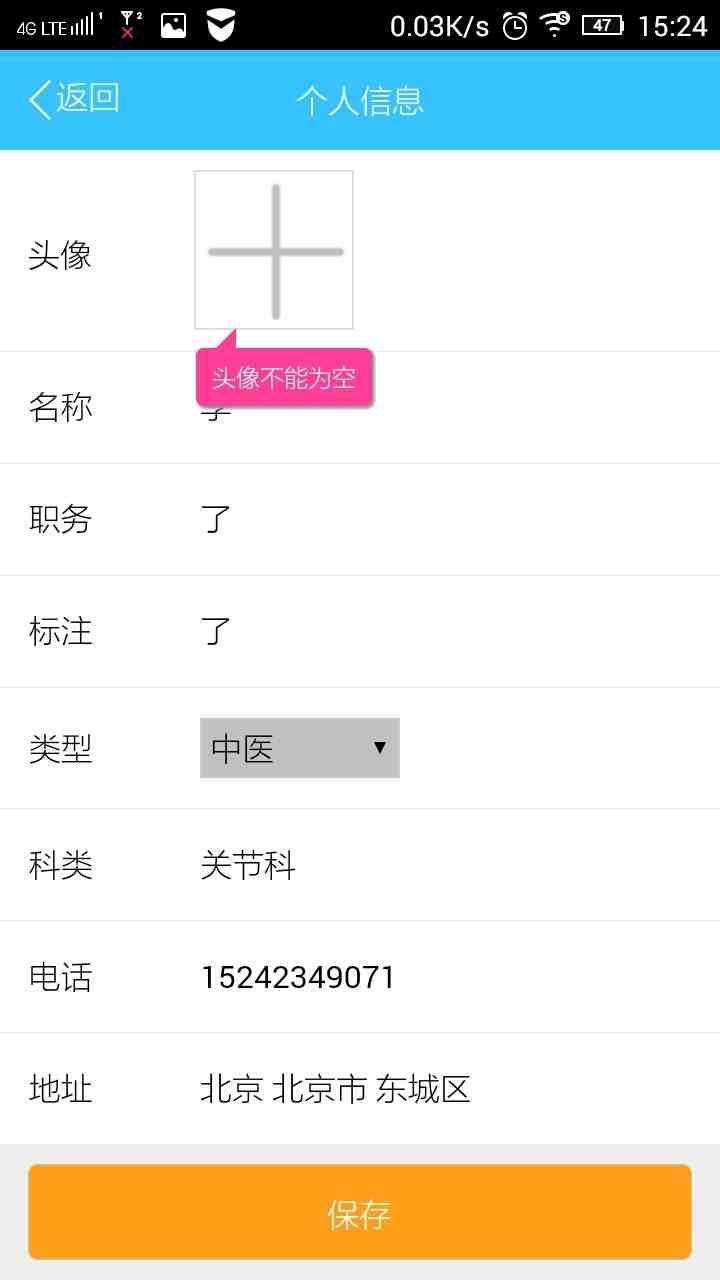 4G LTE 1 2 0.03K/s 47 15:24
返回 个人信息
头像
头像不能为空
名称
职务 了
标注 了
类型 中医 ▼
科类 关节科
电话 15242349071
地址 北京 北京市 东城区
保存